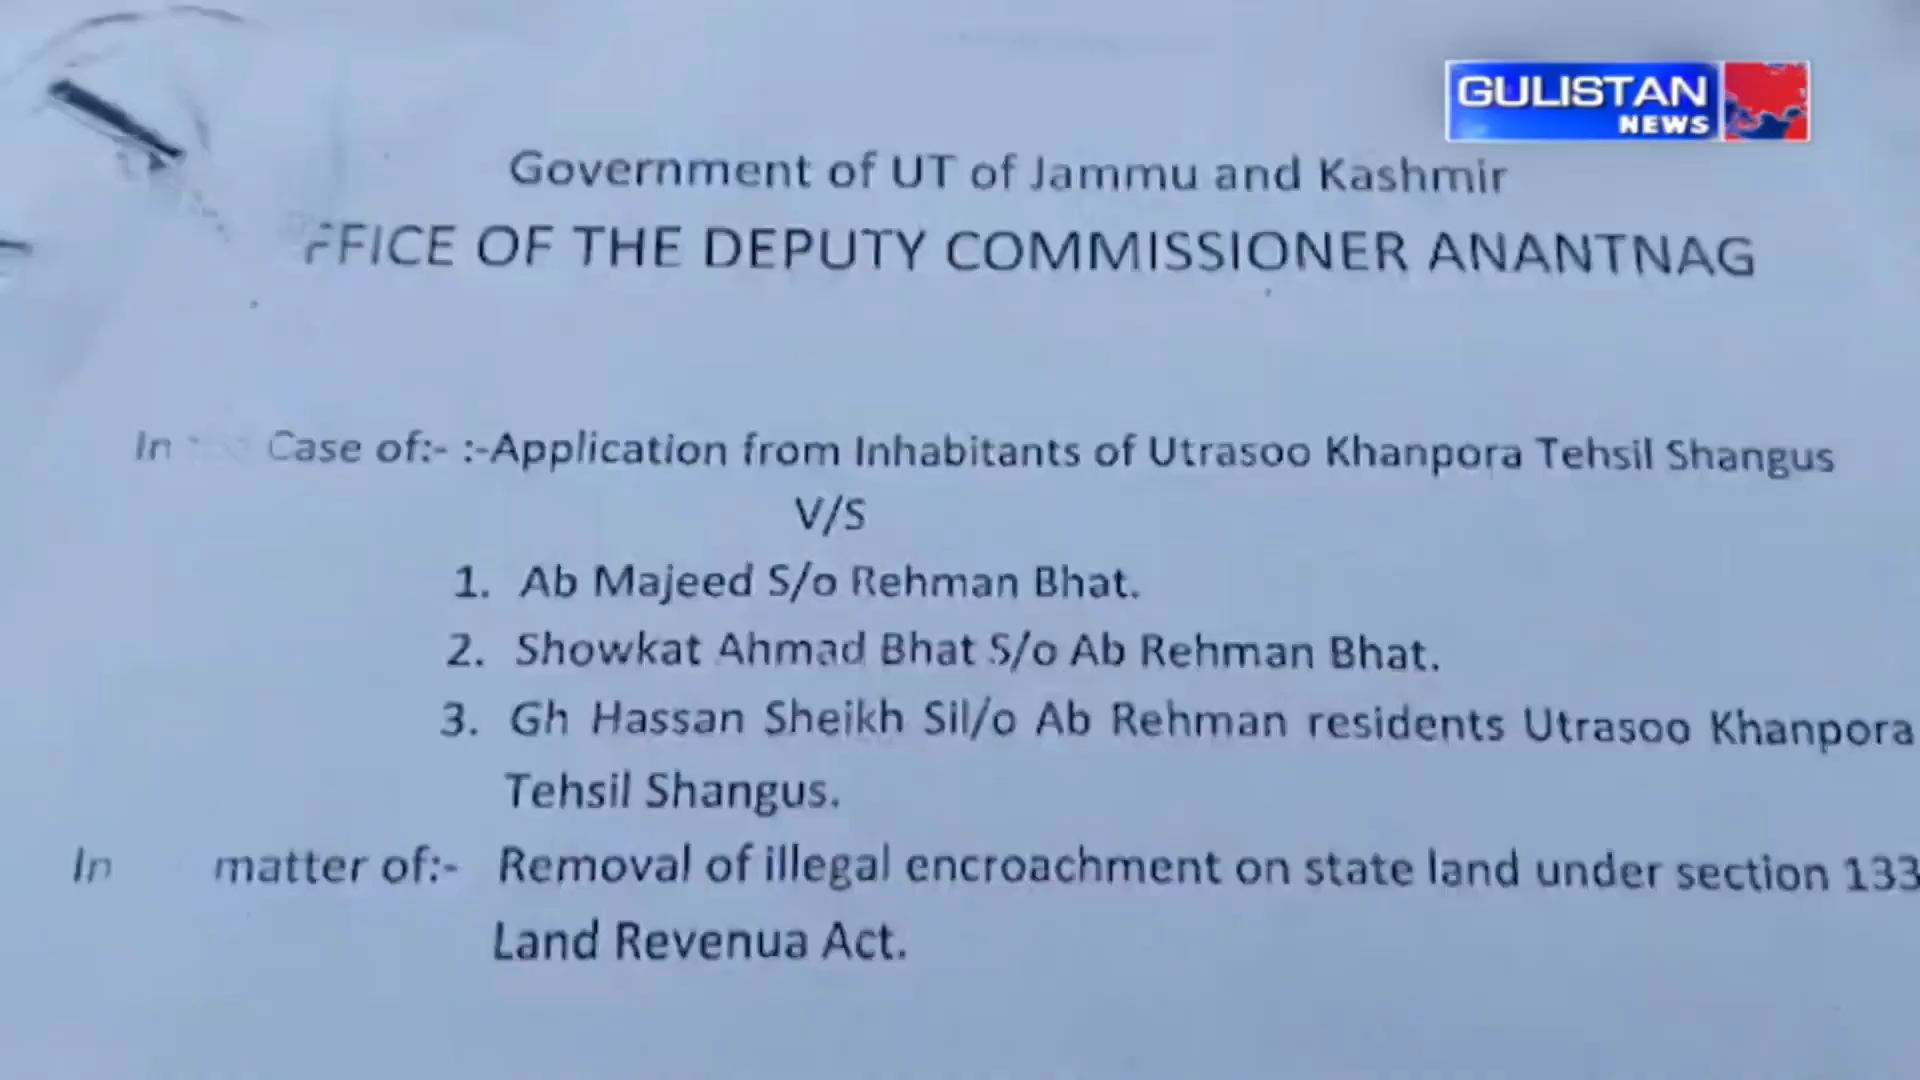 GULISTAN
NEWS
Government of UT of Jammu and Kashmir
FFICE OF THE DEPUTY COMMISSIONER ANANTNAG
In Case of:- :-Application from Inhabitants of Utrasoo Khanpora Tehsil Shangus
V/S
1. Ab Majeed S/o Rehman Bhat.
2. Showkat Ahmad Bhat S/o Ab Rehman Bhat.
3. Gh Hassan Sheikh Sil/o Ab Rehman residents Utrasoo Khanpora
Tehsil Shangus.
In matter of:- Removal of illegal encroachment on state land under section 133
Land Revenua Act.